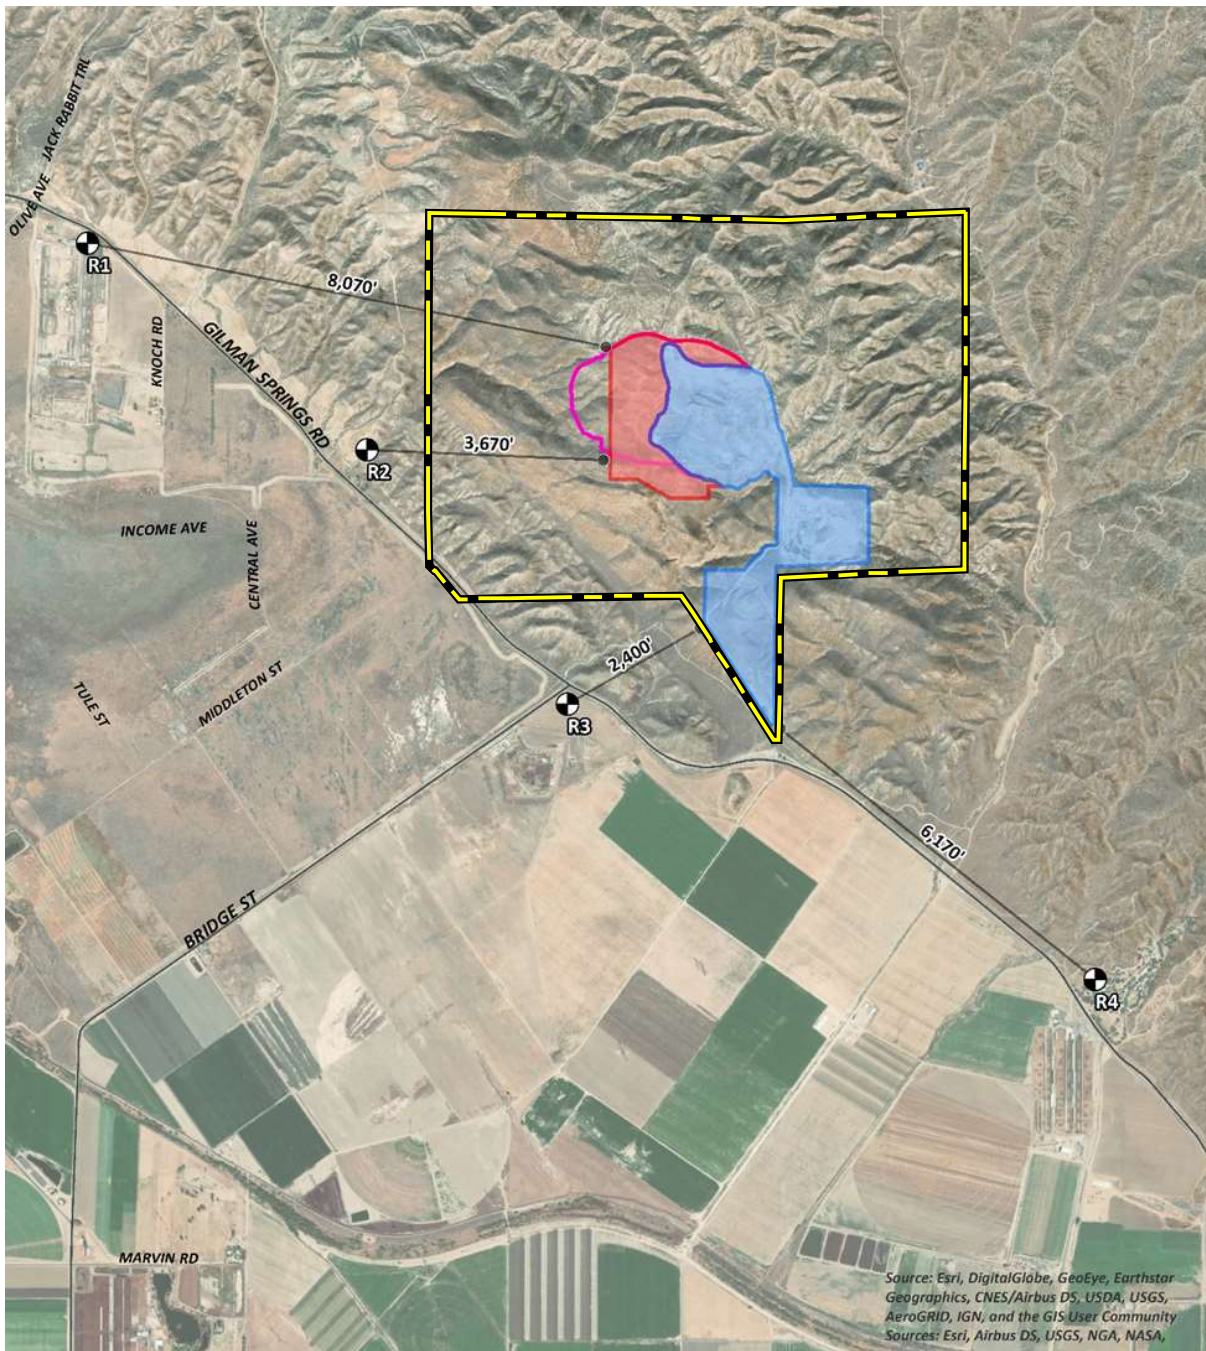 JACK RABBIT TRL
OLIVE AVE
R1
8,070'
KNOCH RD
GILMAN SPRINGS RD
3,670'
R2
INCOME AVE
CENTRAL AVE
2,400'
MIDDLETON ST
TULE ST
R3
6,170'
BRIDGE ST
R4
MARVIN RD
Source: Esri, DigitalGlobe, GeoEye, Earthstar
Geographics, CNES/Airbus DS, USDA, USGS,
AeroGRID, IGN, and the GIS User Community
Sources: Esri, Airbus DS, USGS, NGA, NASA,